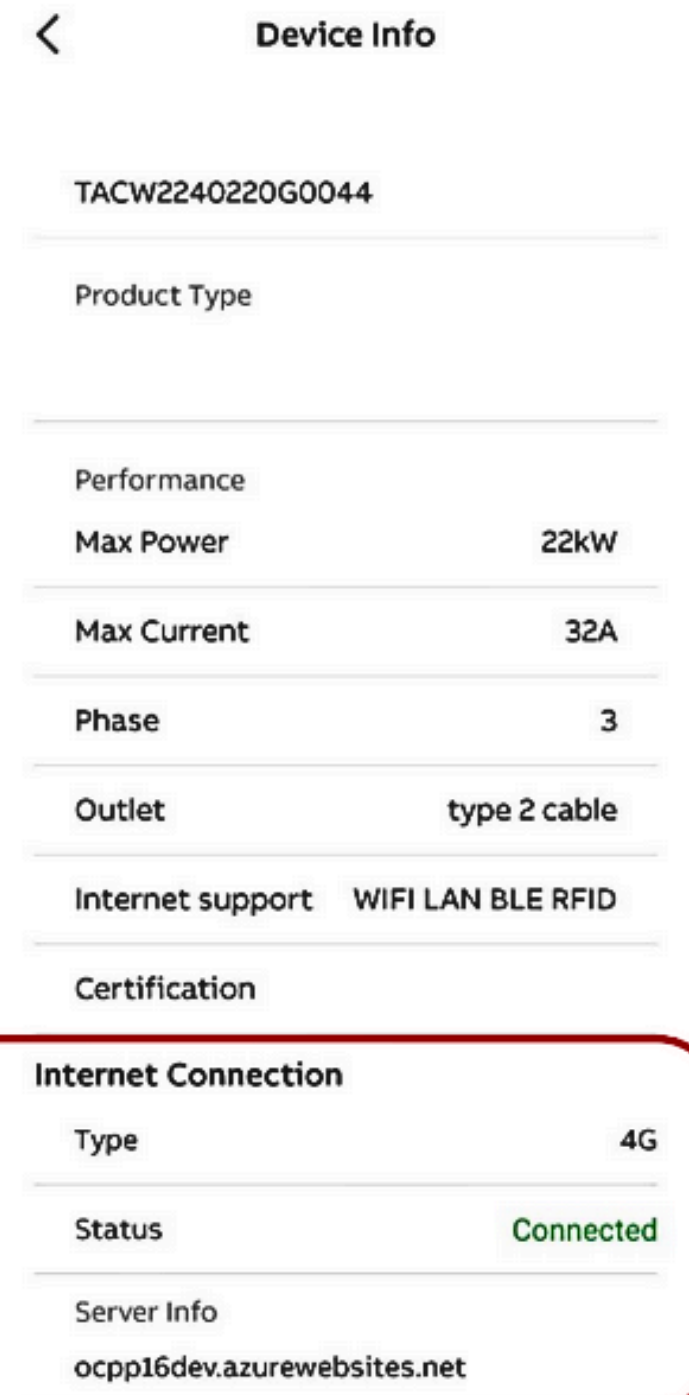 Device Info
TACW2240220G0044
Product Type
Performance
Max Power 22kW
Max Current 32A
Phase 3
Outlet type 2 cable
Internet support WIFI LAN BLE RFID
Certification
Internet Connection
Type 4G
Status Connected
Server Info
ocpp16dev.azurewebsites.net